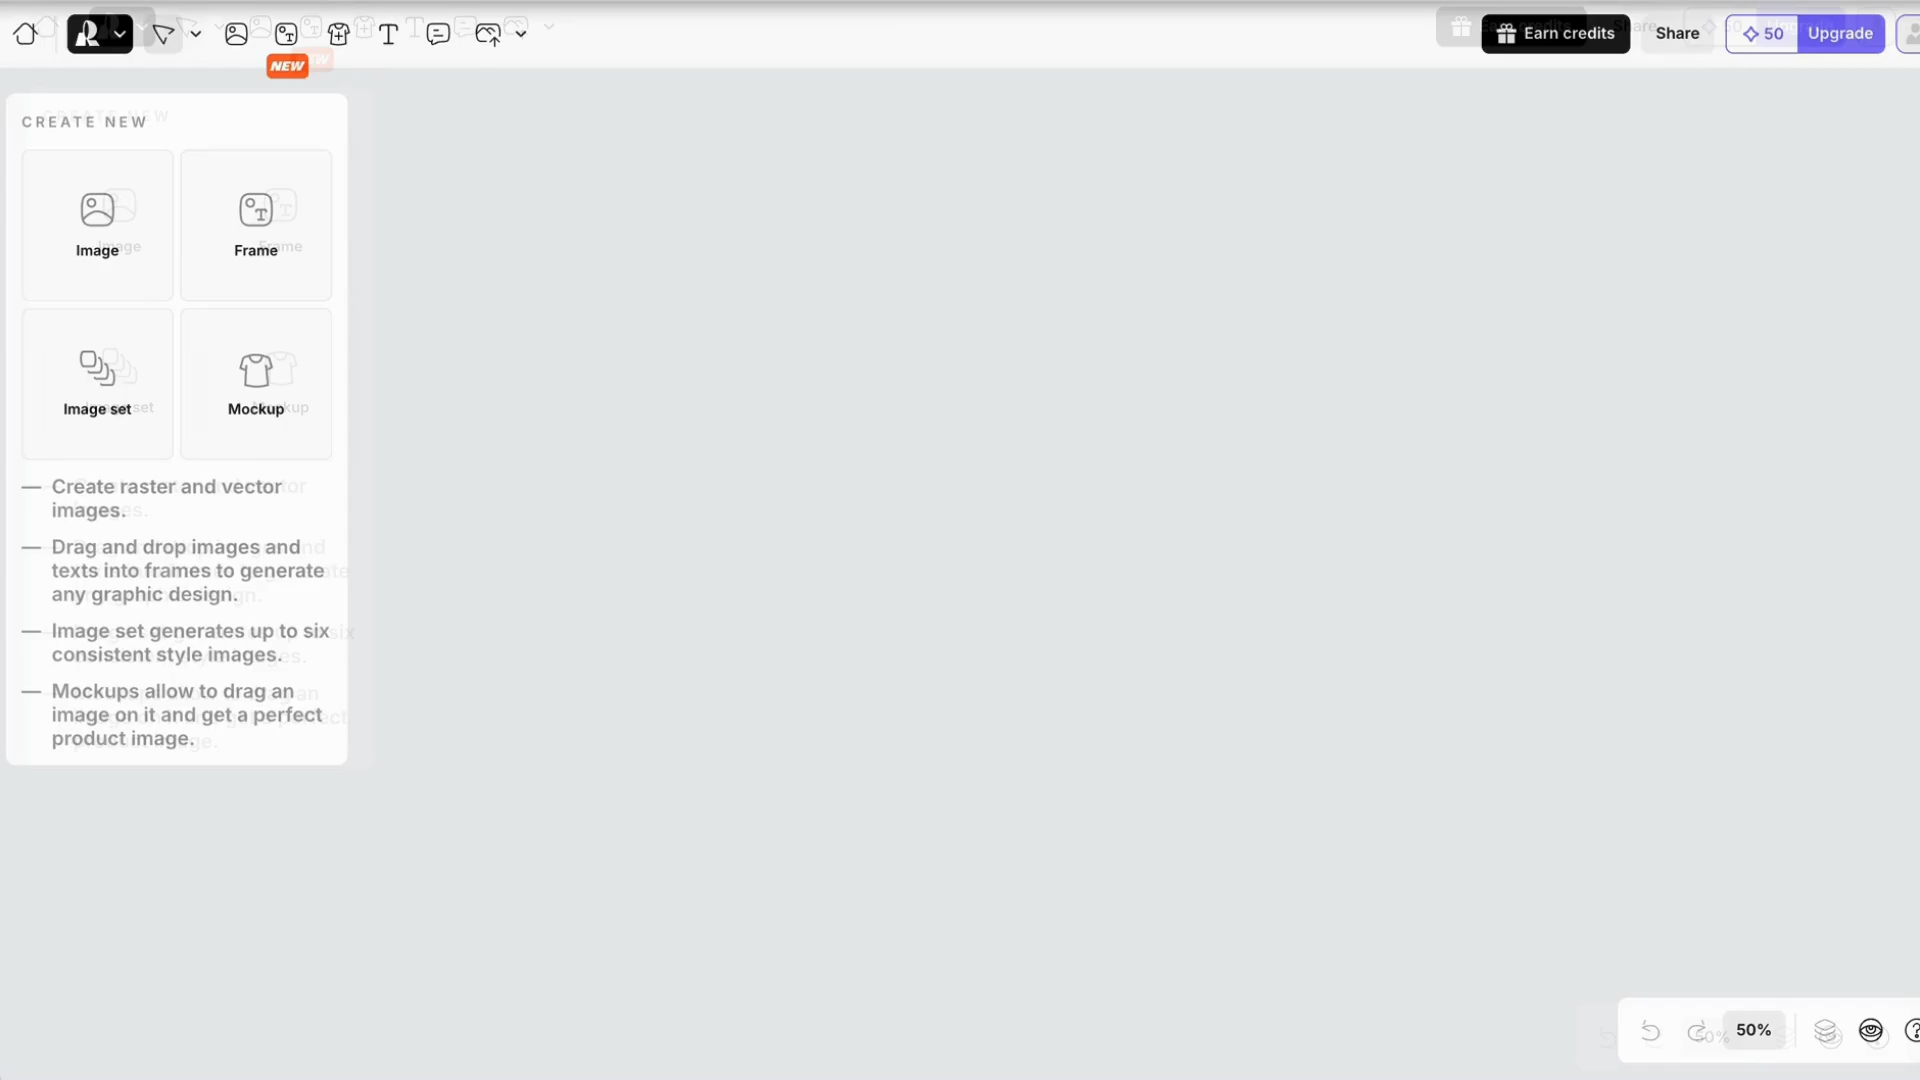 Earn credits
Share
50
Upgrade
NEW
CREATE NEW
Image
Frame
Image set
Mockup
— Create raster and vector
images.
— Drag and drop images and
texts into frames to generate
any graphic design.
— Image set generates up to six
consistent style images.
— Mockups allow to drag an
image on it and get a perfect
product image.
50%